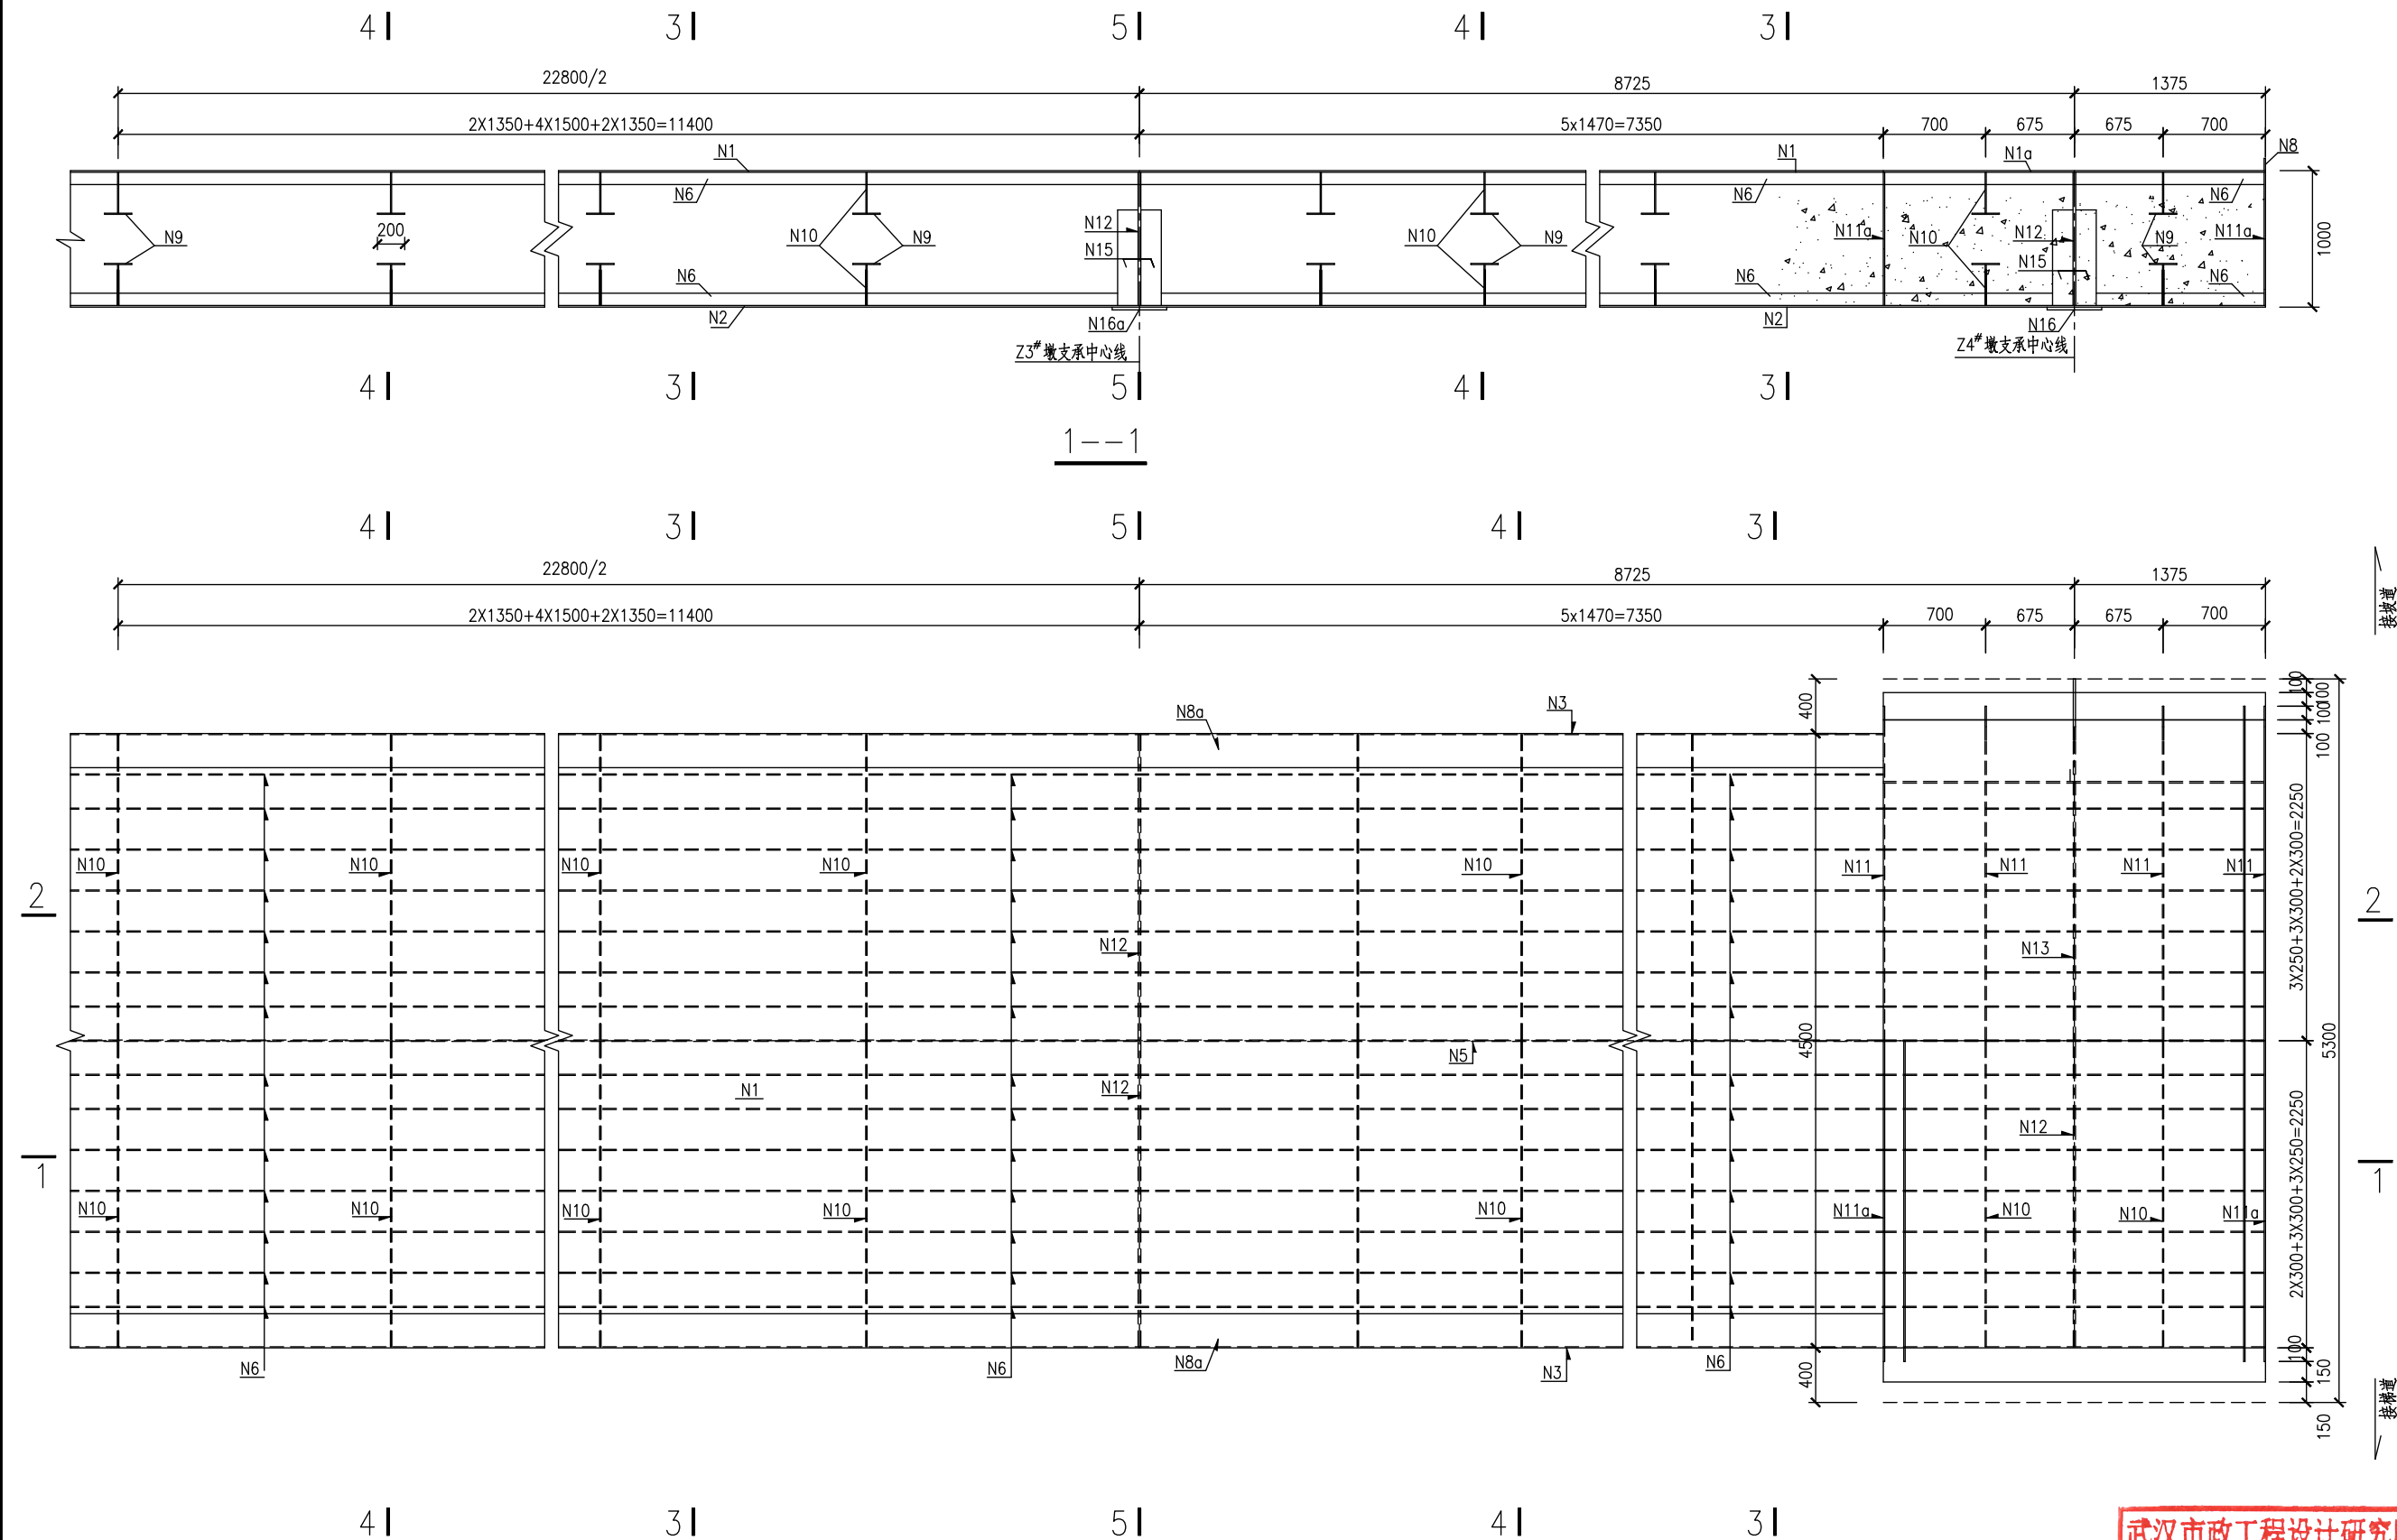 4 3 5 4 3
22800/2 8725 1375
2X1350+4X1500+2X1350=11400 5x1470=7350 700 675 675 700
N1 N1 N1a N8
N6 N6 N6
N9 200 N10 N9 N12 N10 N9 N11a N10 N12 N9 N11a 1000
N15 N15
N6 N6 N6
N2 N16a N2 N16
Z3#墩支承中心线 Z4#墩支承中心线
4 3 5 4 3
1--1
4 3 5 4 3
22800/2 8725 1375
2X1350+4X1500+2X1350=11400 5x1470=7350 700 675 675 700
接坡道
N8a N3 400 100 100 100 100
N10 N10 N10 N10 N10 N11 N11 N11 N11
3X250+3X300+2X300=2250
2 2
N12 N13
4500 5300
N5
N1 N12 N12
1 1
N10 N10 N10 N10 N10 N11a N10 N10 N11a
2X300+3X300+3X250=2250
N6 N6 N8a N3 N6 400 100 150 150
接梯道
4 3 5 4 3
武汉市政工程设计研究